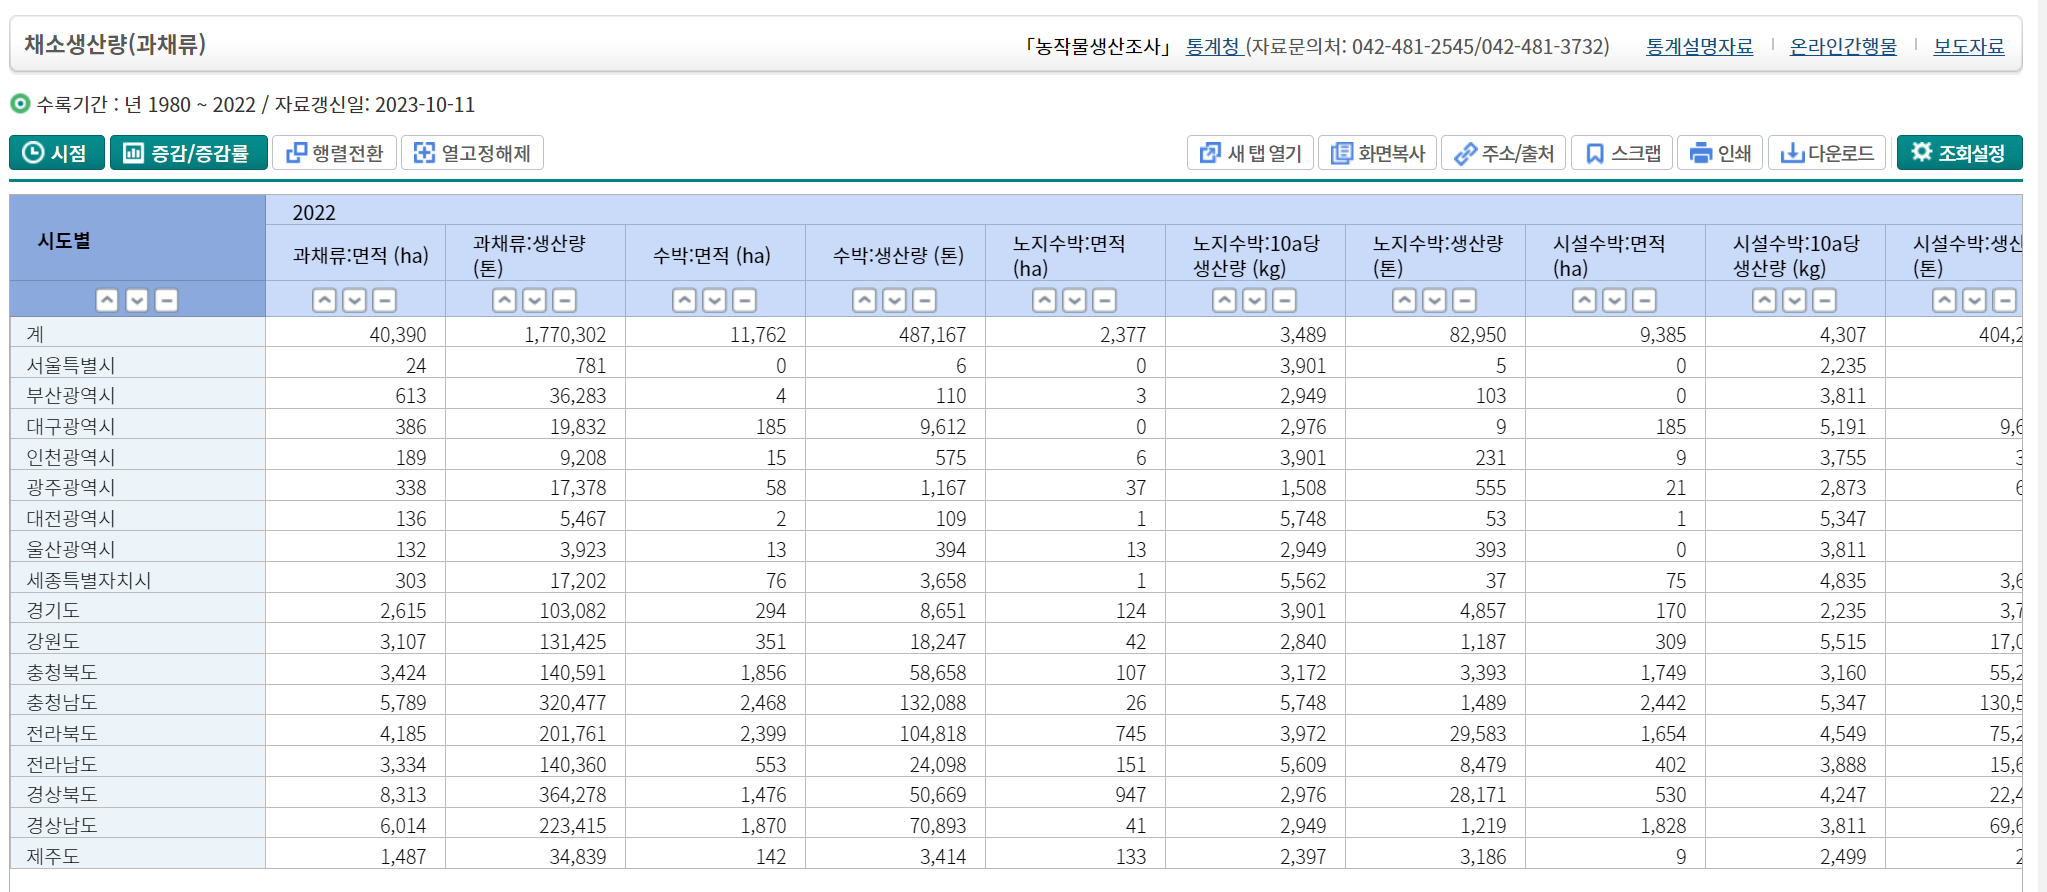 채소생산량(과채류)
「농작물생산조사」 통계청 (자료문의처: 042-481-2545/042-481-3732) 통계설명자료 온라인간행물 보도자료
수록기간 : 년 1980 ~ 2022 / 자료갱신일: 2023-10-11
시점 증감/증감률 행렬전환 열고정해제 새 탭 열기 화면복사 주소/출처 스크랩 인쇄 다운로드 조회설정
시도별 2022
과채류:면적 (ha) 과채류:생산량 (톤) 수박:면적 (ha) 수박:생산량 (톤) 노지수박:면적 (ha) 노지수박:10a당 생산량 (kg) 노지수박:생산량 (톤) 시설수박:면적 (ha) 시설수박:10a당 생산량 (kg) 시설수박:생산 (톤)
계 40,390 1,770,302 11,762 487,167 2,377 3,489 82,950 9,385 4,307 404,2
서울특별시 24 781 0 6 0 3,901 5 0 2,235
부산광역시 613 36,283 4 110 3 2,949 103 0 3,811
대구광역시 386 19,832 185 9,612 0 2,976 9 185 5,191 9,6
인천광역시 189 9,208 15 575 6 3,901 231 9 3,755 3
광주광역시 338 17,378 58 1,167 37 1,508 555 21 2,873 6
대전광역시 136 5,467 2 109 1 5,748 53 1 5,347
울산광역시 132 3,923 13 394 13 2,949 393 0 3,811
세종특별자치시 303 17,202 76 3,658 1 5,562 37 75 4,835 3,6
경기도 2,615 103,082 294 8,651 124 3,901 4,857 170 2,235 3,7
강원도 3,107 131,425 351 18,247 42 2,840 1,187 309 5,515 17,0
충청북도 3,424 140,591 1,856 58,658 107 3,172 3,393 1,749 3,160 55,2
충청남도 5,789 320,477 2,468 132,088 26 5,748 1,489 2,442 5,347 130,5
전라북도 4,185 201,761 2,399 104,818 745 3,972 29,583 1,654 4,549 75,2
전라남도 3,334 140,360 553 24,098 151 5,609 8,479 402 3,888 15,6
경상북도 8,313 364,278 1,476 50,669 947 2,976 28,171 530 4,247 22,4
경상남도 6,014 223,415 1,870 70,893 41 2,949 1,219 1,828 3,811 69,6
제주도 1,487 34,839 142 3,414 133 2,397 3,186 9 2,499 2